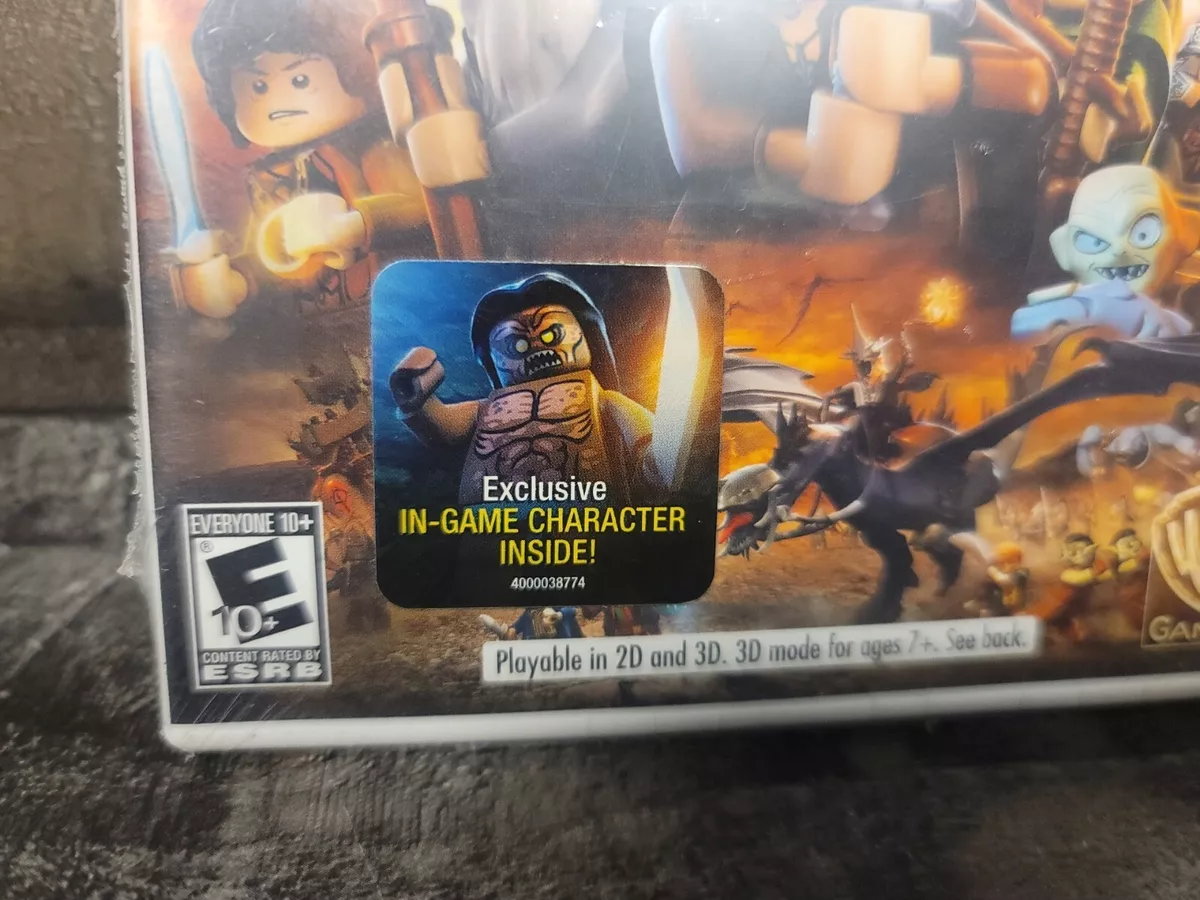 Exclusive
IN-GAME CHARACTER
INSIDE!
4000038774
EVERYONE 10+
®
E
10+
CONTENT RATED BY
ESRB
Playable in 2D and 3D. 3D mode for ages 7+. See back.